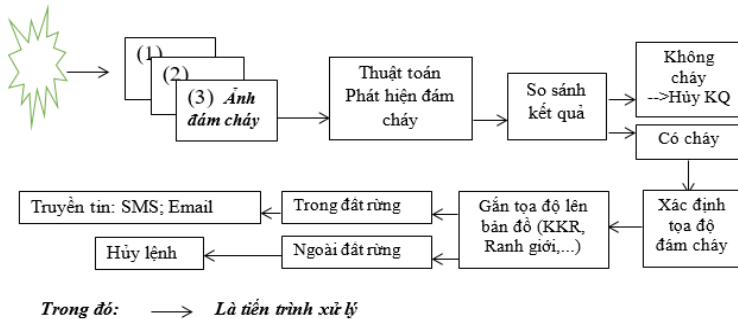 (1)
(2)
(3) Ảnh
đám cháy
Thuật toán
Phát hiện đám
cháy
So sánh
kết quả
Không
cháy
-->Hủy KQ
Có cháy
Truyền tin: SMS; Email
Trong đất rừng
Gắn tọa độ lên
bản đồ (KKR,
Ranh giới,...)
Xác định
tọa độ
đám cháy
Hủy lệnh
Ngoài đất rừng
Trong đó:
Là tiến trình xử lý